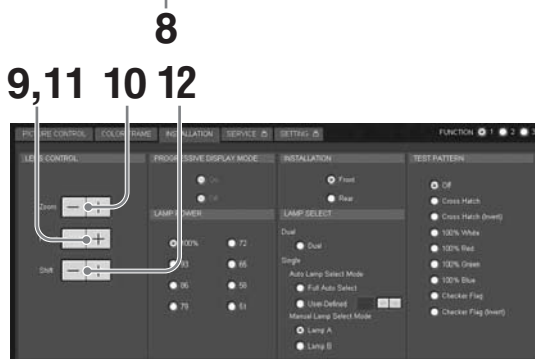 8
9,11 10 12
PICTURE CONTROL COLOR FRAME INSTALLATION SERVICE SETTING FUNCTION 1 2 3
LENS CONTROL PROGRESSIVE DISPLAY MODE INSTALLATION TEST PATTERN
On Front Off
Off Rear Cross Hatch
Zoom − +
LAMP POWER LAMP SELECT Cross Hatch (Invert)
Dual 100% White
+ 100% 72 Dual 100% Red
Single 100% Green
Shift − + 93 65 Auto Lamp Select Mode 100% Blue
86 58 Full Auto Select Checker Flag
79 51 User Defined Checker Flag (Invert)
Manual Lamp Select Mode
Lamp A
Lamp B